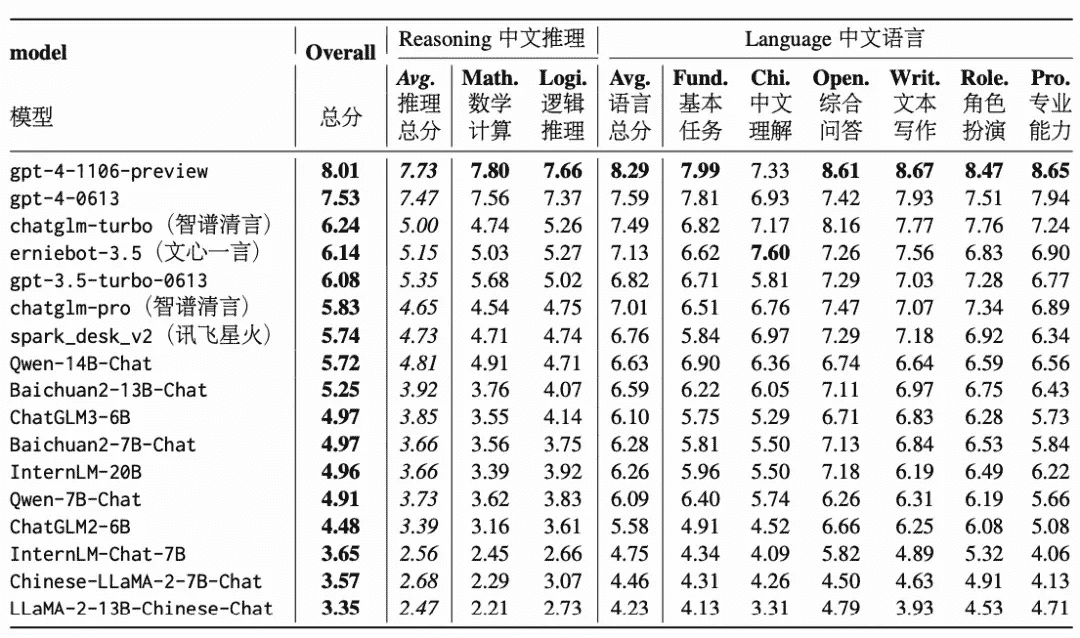 model Overall Reasoning 中文推理 Language 中文语言
Avg. Math. Logi. Avg. Fund. Chi. Open. Writ. Role. Pro.
模型 总分 推理 数学 逻辑 语言 基本 中文 综合 文本 角色 专业
总分 计算 推理 总分 任务 理解 问答 写作 扮演 能力
gpt-4-1106-preview 8.01 7.73 7.80 7.66 8.29 7.99 7.33 8.61 8.67 8.47 8.65
gpt-4-0613 7.53 7.47 7.56 7.37 7.59 7.81 6.93 7.42 7.93 7.51 7.94
chatglm-turbo（智谱清言） 6.24 5.00 4.74 5.26 7.49 6.82 7.17 8.16 7.77 7.76 7.24
erniebot-3.5（文心一言） 6.14 5.15 5.03 5.27 7.13 6.62 7.60 7.26 7.56 6.83 6.90
gpt-3.5-turbo-0613 6.08 5.35 5.68 5.02 6.82 6.71 5.81 7.29 7.03 7.28 6.77
chatglm-pro（智谱清言） 5.83 4.65 4.54 4.75 7.01 6.51 6.76 7.47 7.07 7.34 6.89
spark_desk_v2（讯飞星火） 5.74 4.73 4.71 4.74 6.76 5.84 6.97 7.29 7.18 6.92 6.34
Qwen-14B-Chat 5.72 4.81 4.91 4.71 6.63 6.90 6.36 6.74 6.64 6.59 6.56
Baichuan2-13B-Chat 5.25 3.92 3.76 4.07 6.59 6.22 6.05 7.11 6.97 6.75 6.43
ChatGLM3-6B 4.97 3.85 3.55 4.14 6.10 5.75 5.29 6.71 6.83 6.28 5.73
Baichuan2-7B-Chat 4.97 3.66 3.56 3.75 6.28 5.81 5.50 7.13 6.84 6.53 5.84
InternLM-20B 4.96 3.66 3.39 3.92 6.26 5.96 5.50 7.18 6.19 6.49 6.22
Qwen-7B-Chat 4.91 3.73 3.62 3.83 6.09 6.40 5.74 6.26 6.31 6.19 5.66
ChatGLM2-6B 4.48 3.39 3.16 3.61 5.58 4.91 4.52 6.66 6.25 6.08 5.08
InternLM-Chat-7B 3.65 2.56 2.45 2.66 4.75 4.34 4.09 5.82 4.89 5.32 4.06
Chinese-LLaMA-2-7B-Chat 3.57 2.68 2.29 3.07 4.46 4.31 4.26 4.50 4.63 4.91 4.13
LLaMA-2-13B-Chinese-Chat 3.35 2.47 2.21 2.73 4.23 4.13 3.31 4.79 3.93 4.53 4.71